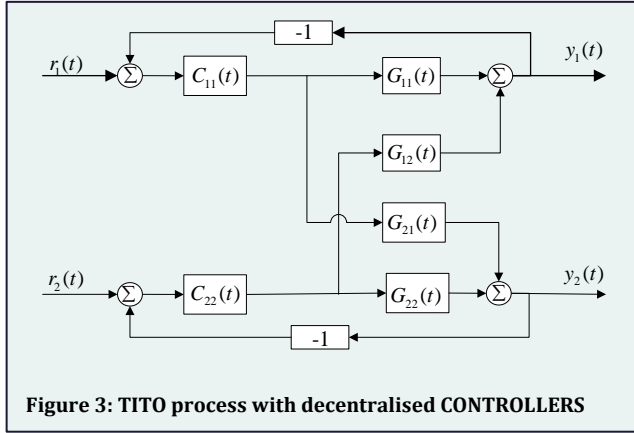 -1
r₁(t) Σ C₁₁(t) G₁₁(t) Σ y₁(t)
G₁₂(t)
G₂₁(t)
r₂(t) Σ C₂₂(t) G₂₂(t) Σ y₂(t)
-1
Figure 3: TITO process with decentralised CONTROLLERS